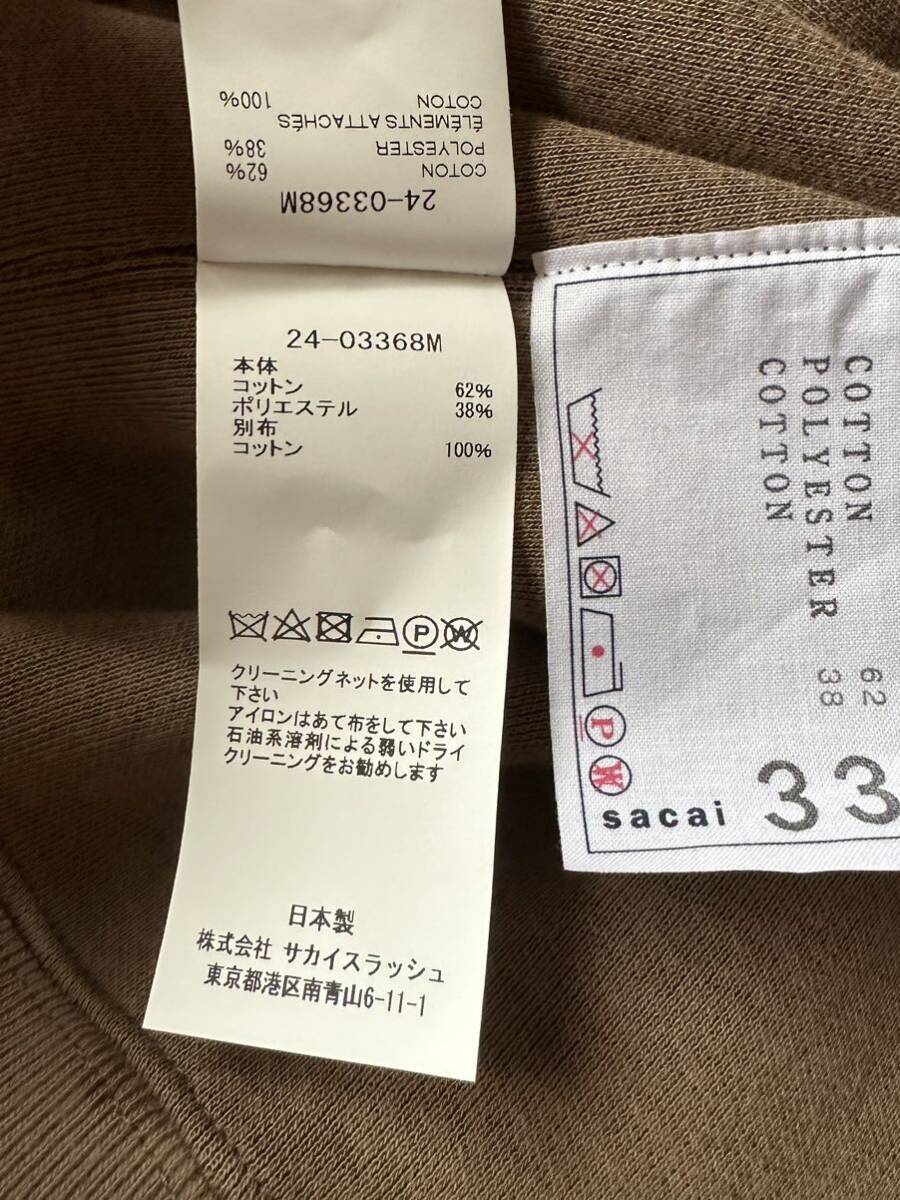 24-03368M
COTTON 62%
POLYESTER 38%
ÉLÉMENTS ATTACHÉS
COTON 100%
24-03368M
本体
コットン 62%
ポリエステル 38%
別布
コットン 100%
P W
クリーニングネットを使用して
下さい
アイロンはあて布をして下さい
石油系溶剤による弱いドライ
クリーニングをお勧めします
日本製
株式会社 サカイスラッシュ
東京都港区南青山6-11-1
COTTON 62
POLYESTER 38
COTTON
P
W
sacai
33